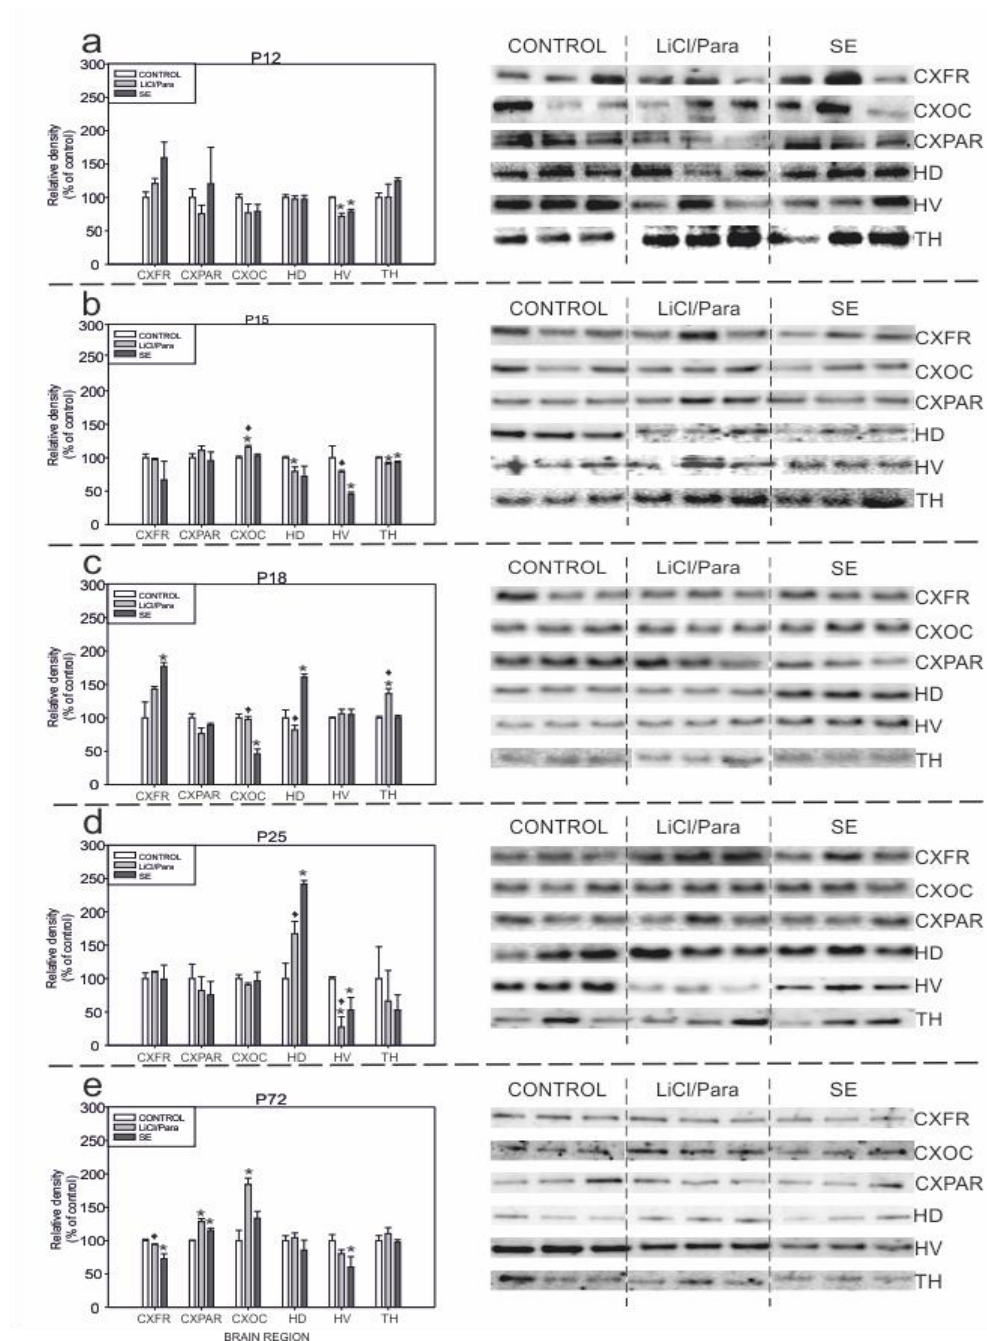 a
P12
300
250
200
150
100
50
0
Relative density
(% of control)
CONTROL
LiCl/Para
SE
* *
CXFR CXPAR CXOC HD HV TH
CONTROL LiCl/Para SE
CXFR
CXOC
CXPAR
HD
HV
TH
b
P15
300
250
200
150
100
50
0
Relative density
(% of control)
CONTROL
LiCl/Para
SE
* * * * *
CXFR CXPAR CXOC HD HV TH
CONTROL LiCl/Para SE
CXFR
CXOC
CXPAR
HD
HV
TH
c
P18
300
250
200
150
100
50
0
Relative density
(% of control)
CONTROL
LiCl/Para
SE
* * * *
CXFR CXPAR CXOC HD HV TH
CONTROL LiCl/Para SE
CXFR
CXOC
CXPAR
HD
HV
TH
d
P25
300
250
200
150
100
50
0
Relative density
(% of control)
CONTROL
LiCl/Para
SE
* * *
CXFR CXPAR CXOC HD HV TH
CONTROL LiCl/Para SE
CXFR
CXOC
CXPAR
HD
HV
TH
e
P72
300
250
200
150
100
50
0
Relative density
(% of control)
CONTROL
LiCl/Para
SE
* * * * *
CXFR CXPAR CXOC HD HV TH
BRAIN REGION
CONTROL LiCl/Para SE
CXFR
CXOC
CXPAR
HD
HV
TH